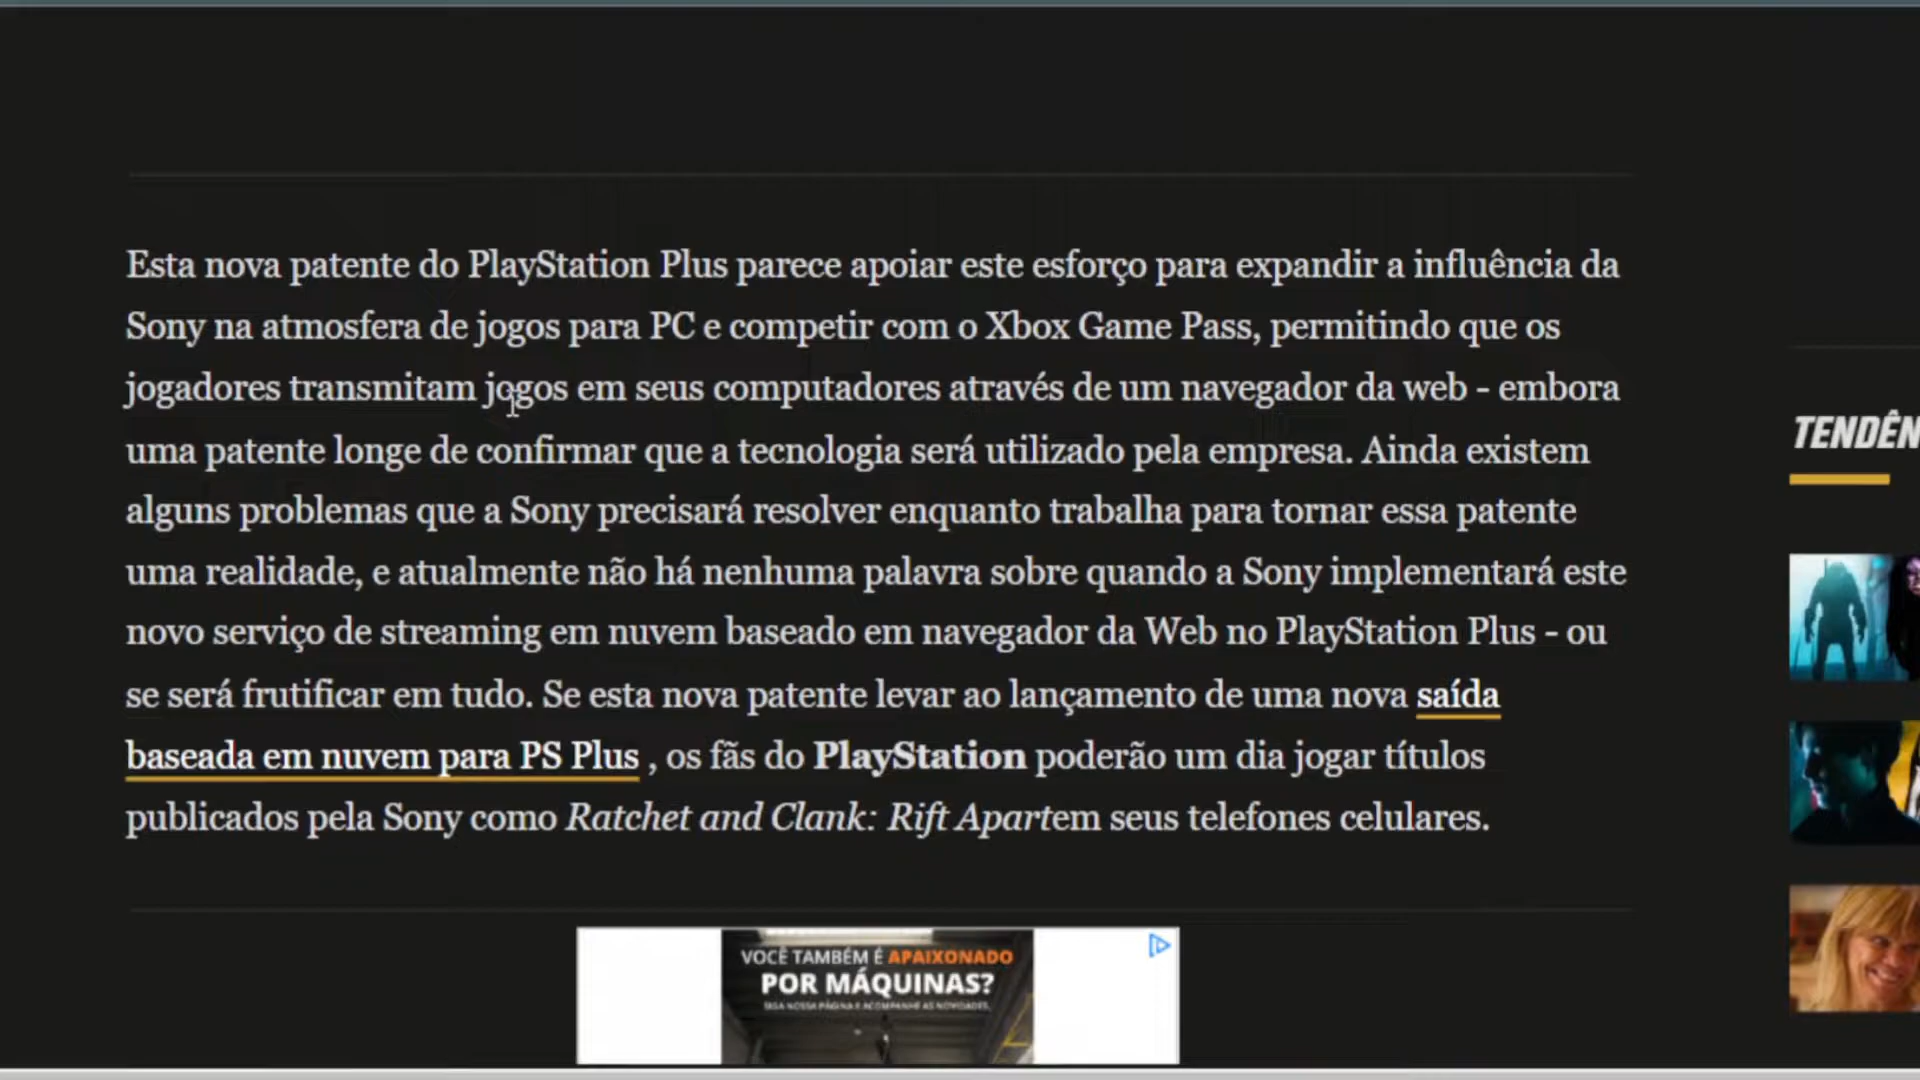 Esta nova patente do PlayStation Plus parece apoiar este esforço para expandir a influência da
Sony na atmosfera de jogos para PC e competir com o Xbox Game Pass, permitindo que os
jogadores transmitam jogos em seus computadores através de um navegador da web - embora
uma patente longe de confirmar que a tecnologia será utilizado pela empresa. Ainda existem
alguns problemas que a Sony precisará resolver enquanto trabalha para tornar essa patente
uma realidade, e atualmente não há nenhuma palavra sobre quando a Sony implementará este
novo serviço de streaming em nuvem baseado em navegador da Web no PlayStation Plus - ou
se será frutificar em tudo. Se esta nova patente levar ao lançamento de uma nova saída
baseada em nuvem para PS Plus , os fãs do PlayStation poderão um dia jogar títulos
publicados pela Sony como Ratchet and Clank: Rift Apartem seus telefones celulares.
TENDÊN
VOCÊ TAMBÉM É APAIXONADO
POR MÁQUINAS?
SIGA NOSSA PÁGINA E ACOMPANHE AS NOVIDADES.